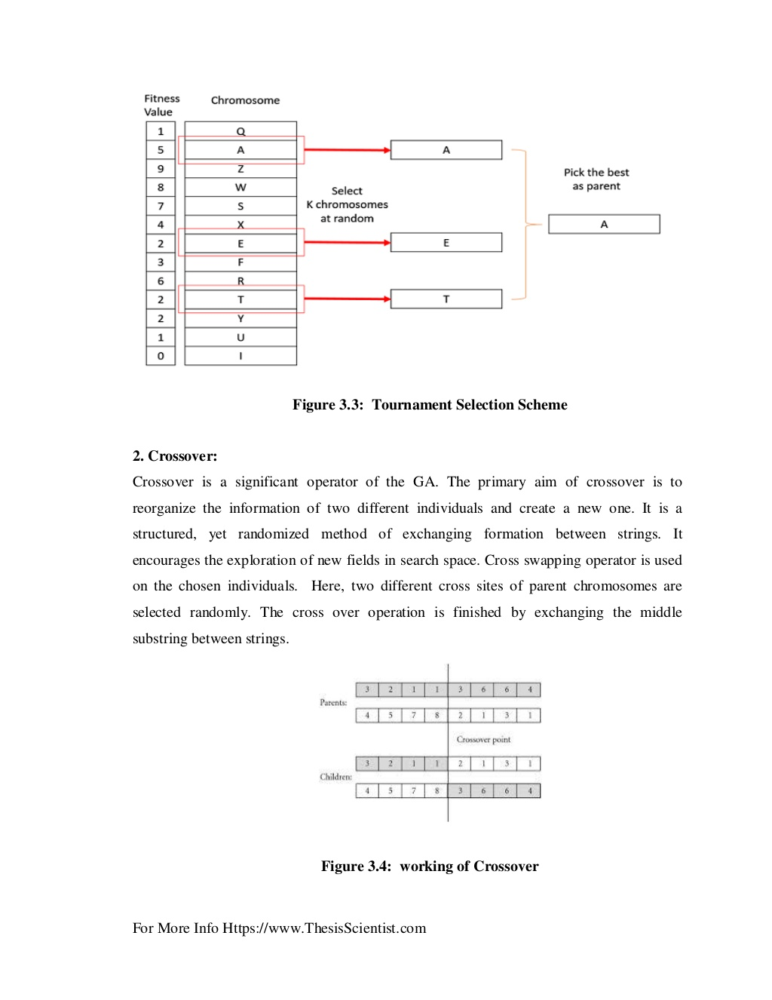 Fitness Value Chromosome
1 Q
5 A A
9 Z
8 W
7 S
4 X
2 E E
3 F
6 R
2 T T
2 Y
1 U
0 I
Select
K chromosomes
at random
Pick the best
as parent
A
Figure 3.3: Tournament Selection Scheme
2. Crossover:
Crossover is a significant operator of the GA. The primary aim of crossover is to
reorganize the information of two different individuals and create a new one. It is a
structured, yet randomized method of exchanging formation between strings. It
encourages the exploration of new fields in search space. Cross swapping operator is used
on the chosen individuals. Here, two different cross sites of parent chromosomes are
selected randomly. The cross over operation is finished by exchanging the middle
substring between strings.
3 2 1 1 3 6 6 4
Parents:
4 5 7 8 2 1 3 1
Crossover point
3 2 1 1 2 1 3 1
Children:
4 5 7 8 3 6 6 4
Figure 3.4: working of Crossover
For More Info Https://www.ThesisScientist.com